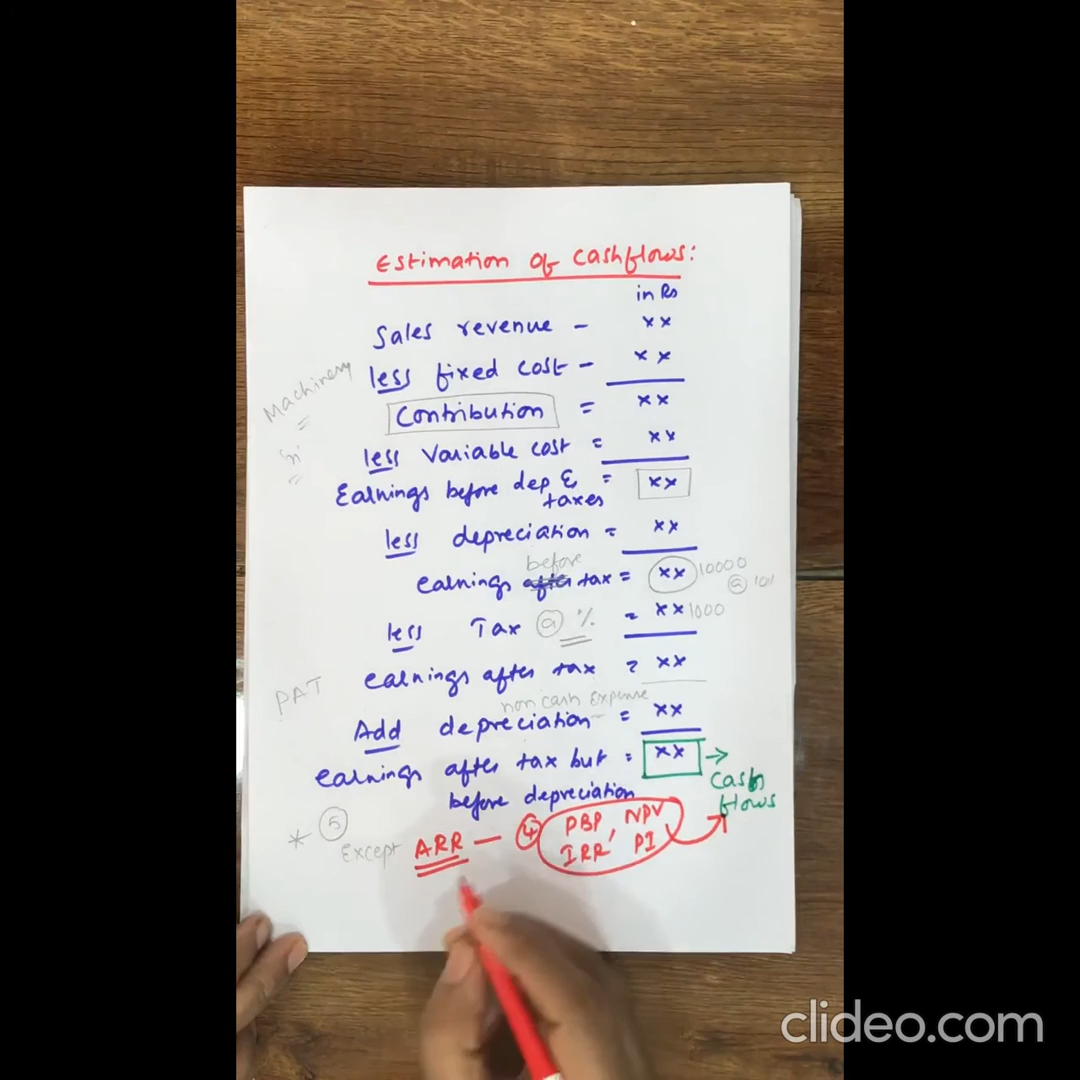 Estimation of Cashflows:
in Rs
Sales revenue - xx
less fixed cost - xx
Machinery
Contribution = xx
less Variable cost = xx
Earnings before dep &
taxes = xx
less depreciation = xx
before
earnings after tax = xx 10000
less Tax @ % = xx 1000
earnings after tax = xx
PAT
non cash Expense
Add depreciation = xx
earnings after tax but = xx → Cash
before depreciation flows
* 5
Except ARR - 4 PBP, NPV
IRR PI
clideo.com